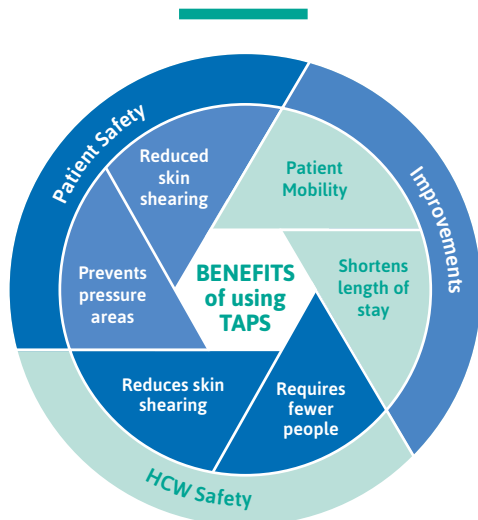 Patient Safety
Improvements
HCW Safety
Reduced
skin
shearing
Patient
Mobility
Prevents
pressure
areas
BENEFITS
of using
TAPS
Shortens
length of
stay
Reduces skin
shearing
Requires
fewer
people